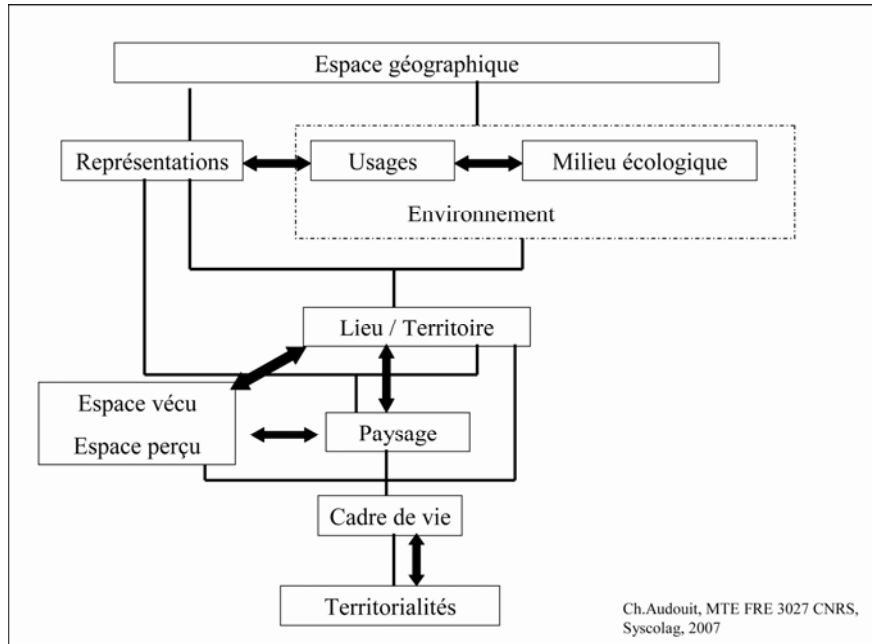 Espace géographique
Représentations
Usages
Milieu écologique
Environnement
Lieu / Territoire
Espace vécu
Espace perçu
Paysage
Cadre de vie
Territorialités
Ch.Audouit, MTE FRE 3027 CNRS,
Syscolag, 2007